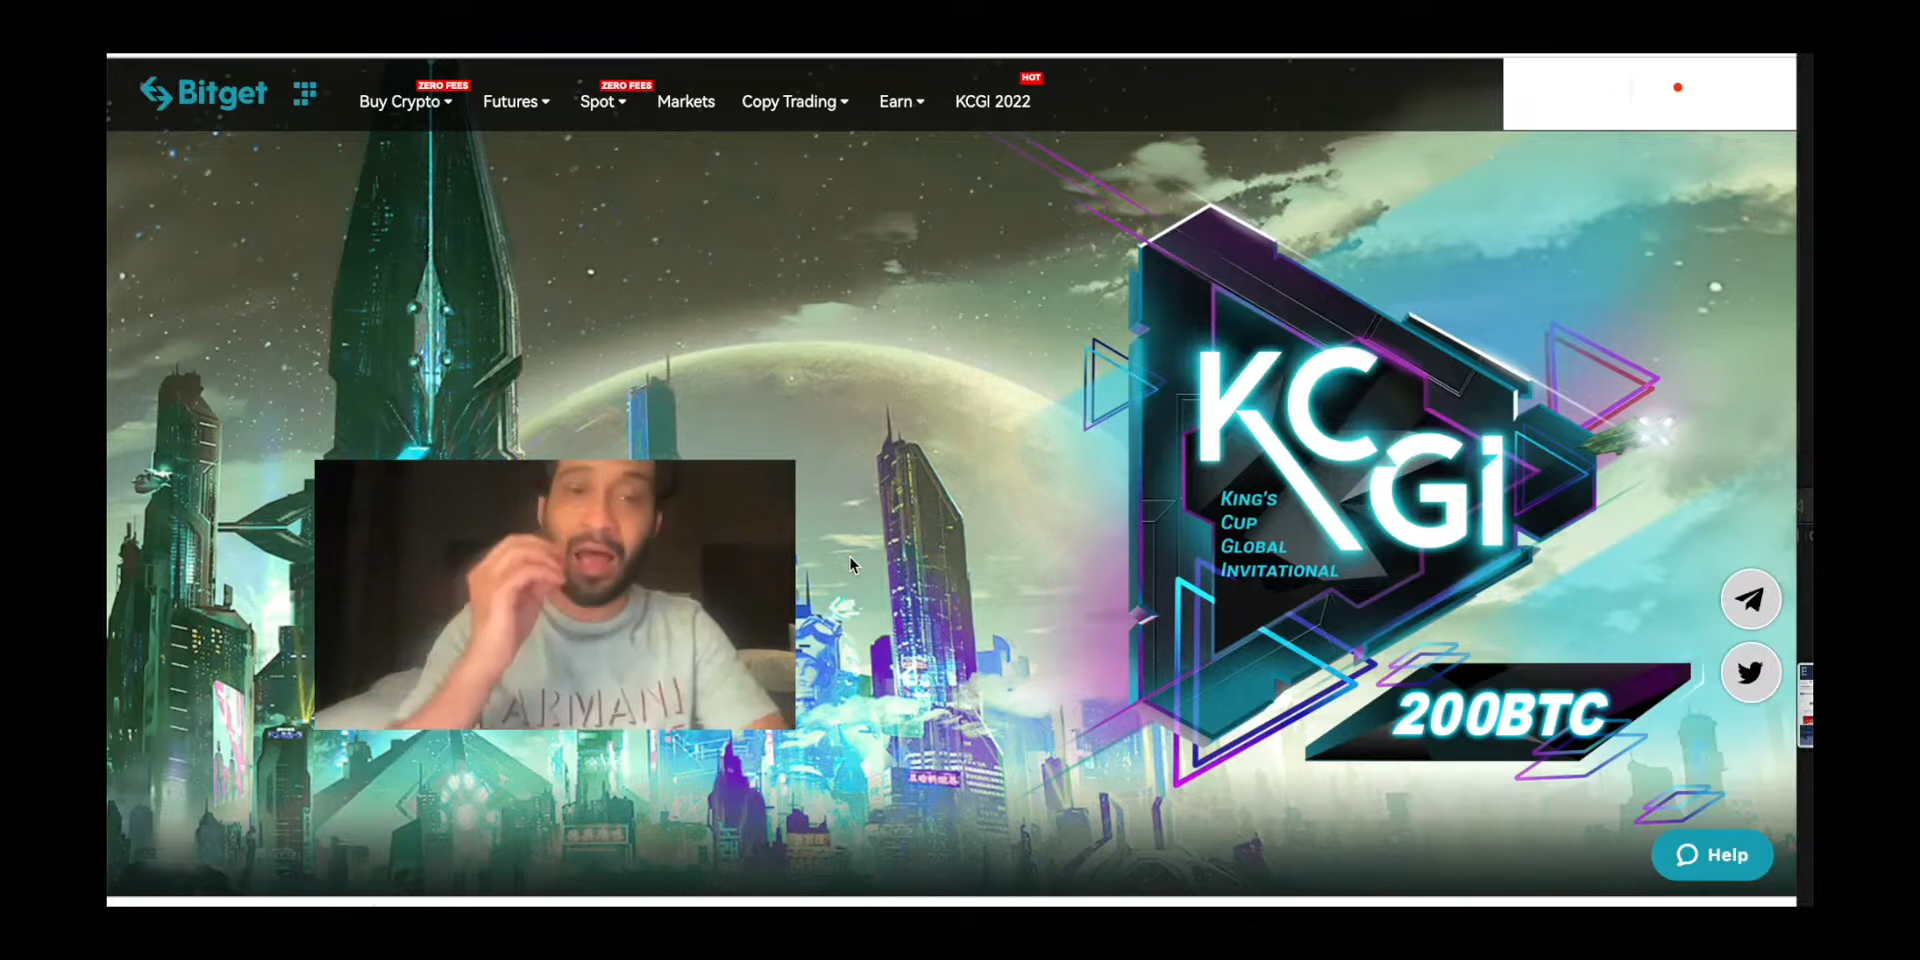 Bitget
ZERO FEES
ZERO FEES
HOT
Buy Crypto
Futures
Spot
Markets
Copy Trading
Earn
KCGI 2022
KCGI
KING'S
CUP
GLOBAL
INVITATIONAL
ARMANI
200BTC
Help